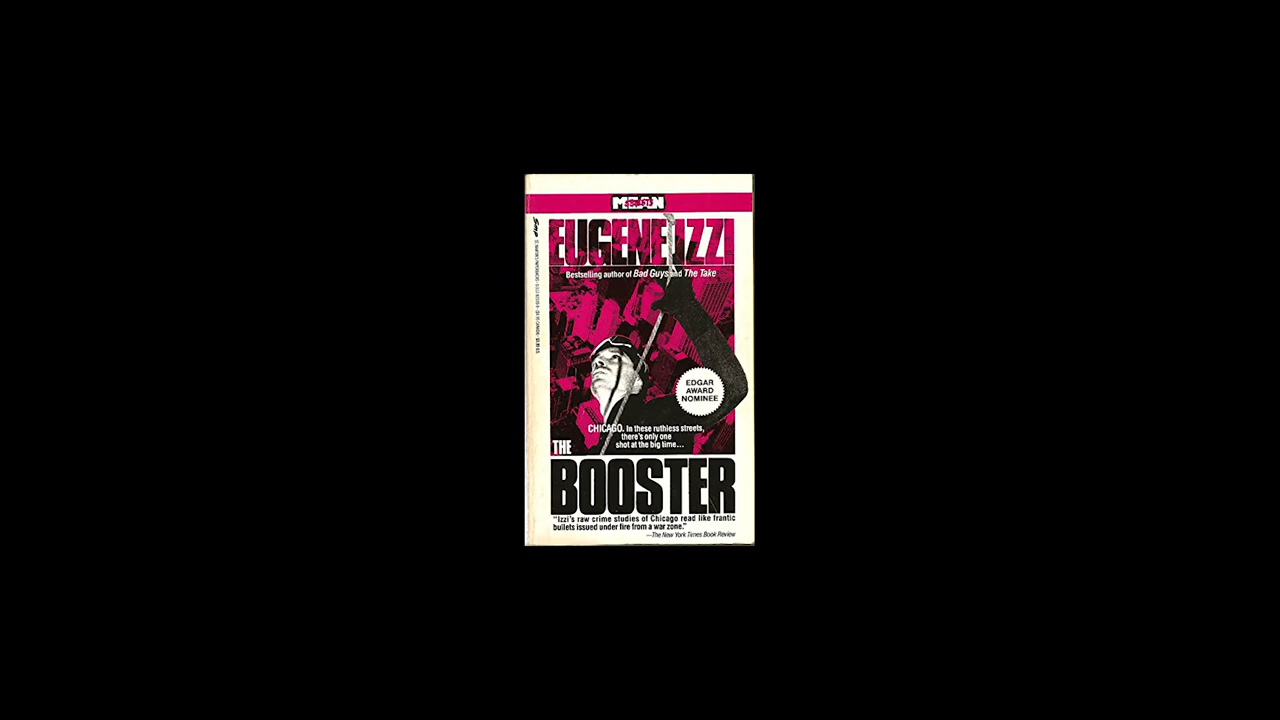 MEAN
STREETS
EUGENE IZZI
Bestselling author of Bad Guys and The Take
EDGAR
AWARD
NOMINEE
CHICAGO. In these ruthless streets,
there's only one
shot at the big time...
THE
BOOSTER
"Izzi's raw crime studies of Chicago read like frantic
bullets issued under fire from a war zone."
—The New York Times Book Review